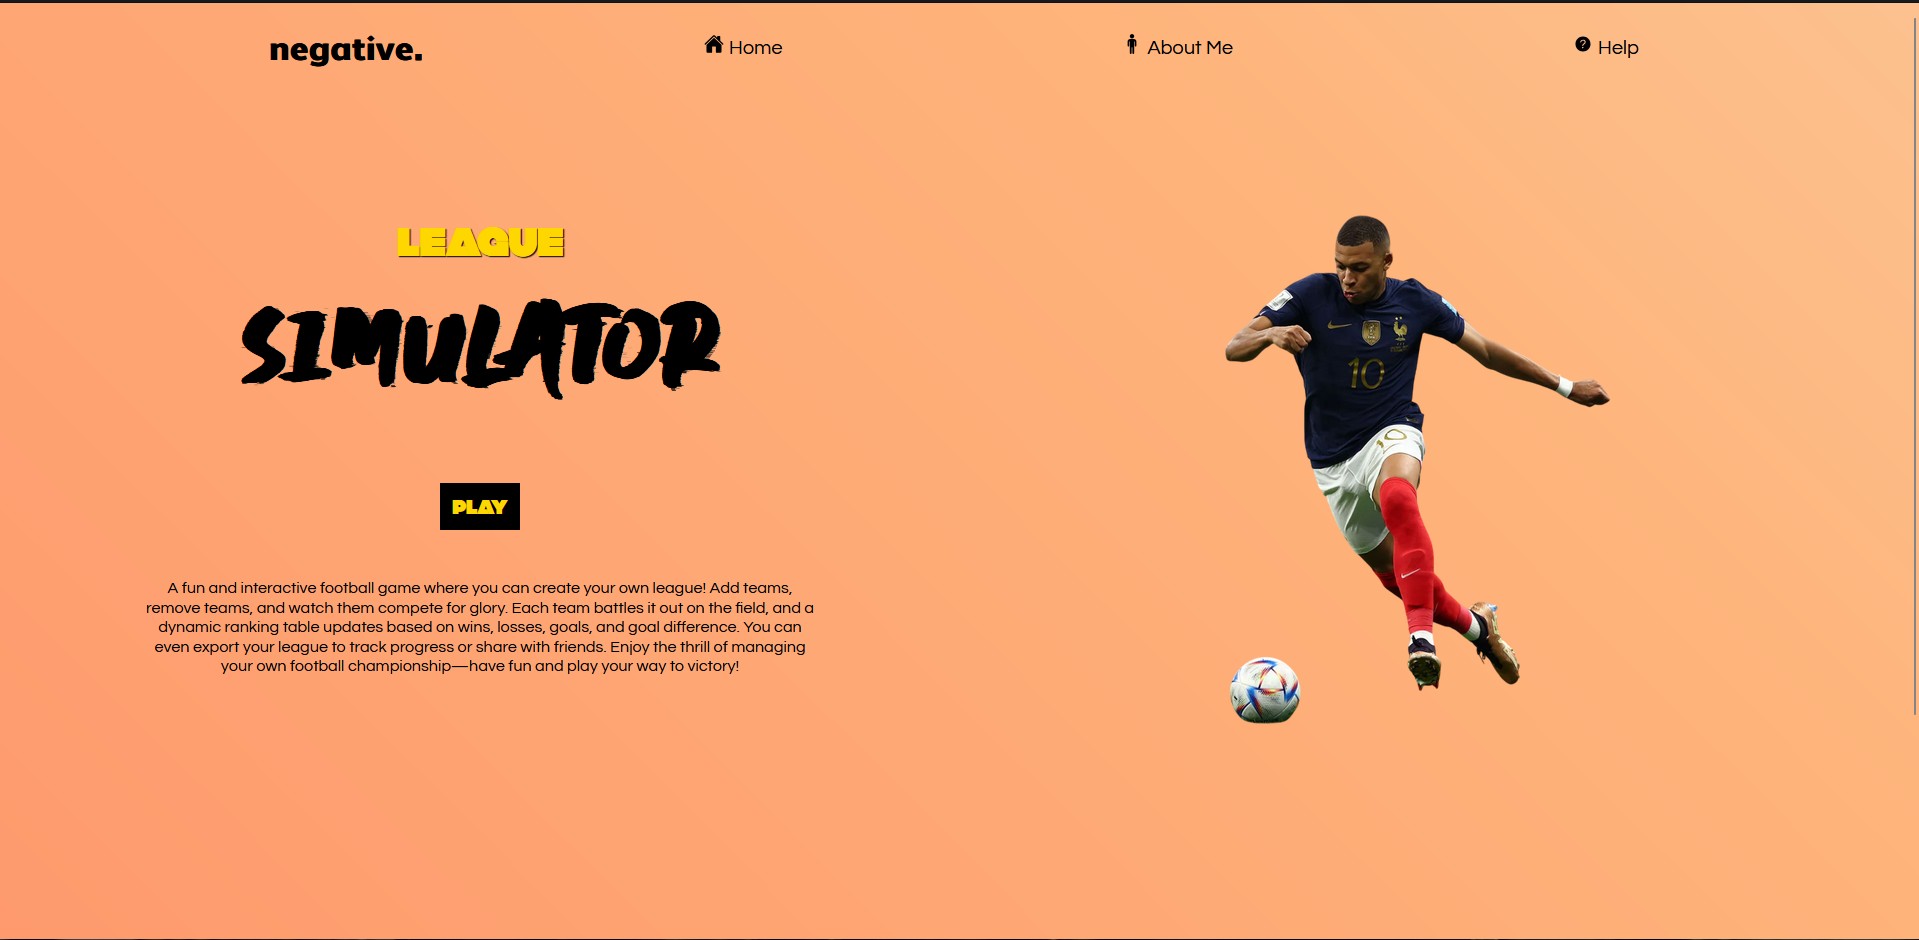 negative.
Home
About Me
? Help
LEAGUE
SIMULATOR
PLAY
A fun and interactive football game where you can create your own league! Add teams,
remove teams, and watch them compete for glory. Each team battles it out on the field, and a
dynamic ranking table updates based on wins, losses, goals, and goal difference. You can
even export your league to track progress or share with friends. Enjoy the thrill of managing
your own football championship—have fun and play your way to victory!
10
10